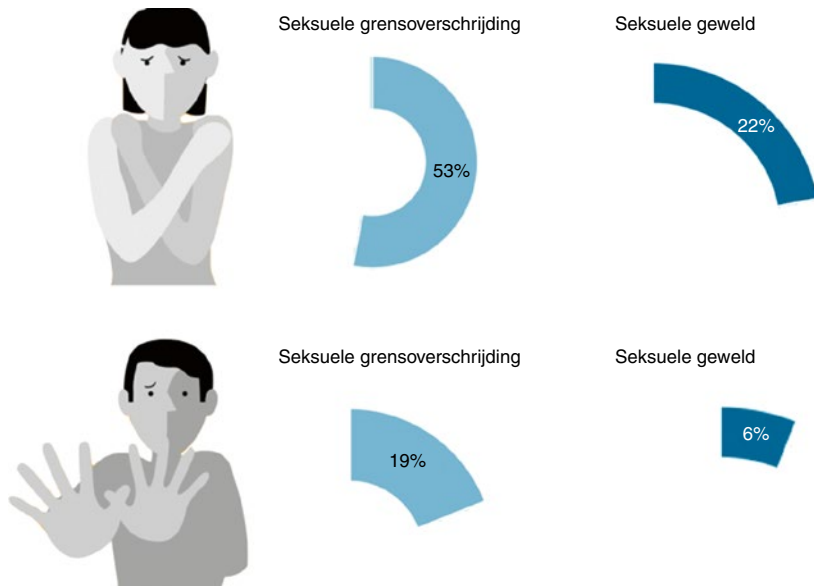 Seksuele grensoverschrijding
Seksuele geweld
53%
22%
Seksuele grensoverschrijding
Seksuele geweld
19%
6%